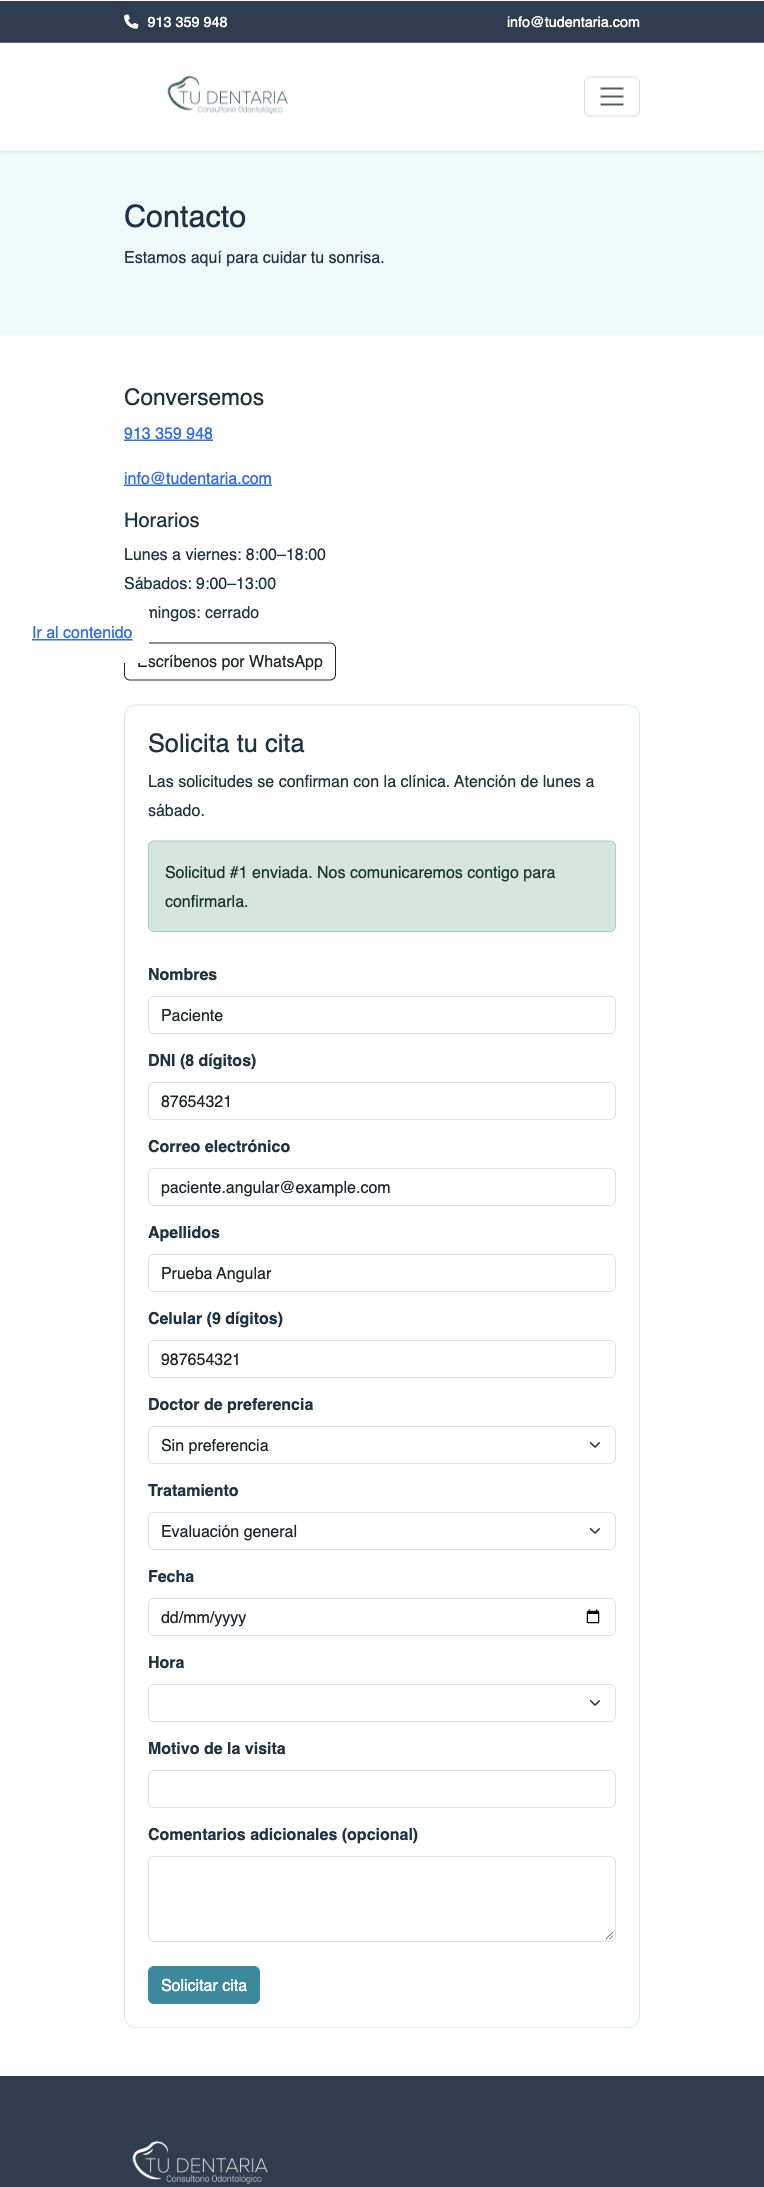 913 359 948
info@tudentaria.com
TU DENTARIA
Consultorio Odontológico
Contacto
Estamos aquí para cuidar tu sonrisa.
Conversemos
913 359 948
info@tudentaria.com
Horarios
Lunes a viernes: 8:00–18:00
Sábados: 9:00–13:00
mingos: cerrado
Ir al contenido
scríbenos por WhatsApp
Solicita tu cita
Las solicitudes se confirman con la clínica. Atención de lunes a
sábado.
Solicitud #1 enviada. Nos comunicaremos contigo para
confirmarla.
Nombres
Paciente
DNI (8 dígitos)
87654321
Correo electrónico
paciente.angular@example.com
Apellidos
Prueba Angular
Celular (9 dígitos)
987654321
Doctor de preferencia
Sin preferencia
Tratamiento
Evaluación general
Fecha
dd/mm/yyyy
Hora
Motivo de la visita
Comentarios adicionales (opcional)
Solicitar cita
TU DENTARIA
Consultorio Odontológico